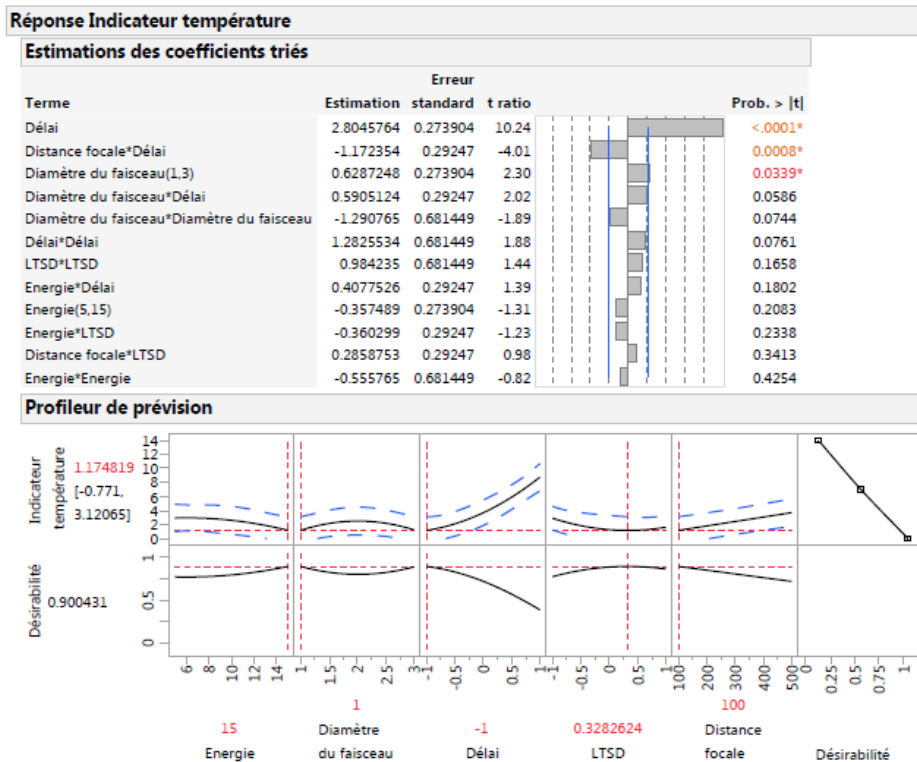 Réponse Indicateur température
Estimations des coefficients triés
Erreur
Terme Estimation standard t ratio Prob. > |t|
Délai 2.8045764 0.273904 10.24 <.0001*
Distance focale*Délai -1.172354 0.29247 -4.01 0.0008*
Diamètre du faisceau(1,3) 0.6287248 0.273904 2.30 0.0339*
Diamètre du faisceau*Délai 0.5905124 0.29247 2.02 0.0586
Diamètre du faisceau*Diamètre du faisceau -1.290765 0.681449 -1.89 0.0744
Délai*Délai 1.2825534 0.681449 1.88 0.0761
LTSD*LTSD 0.984235 0.681449 1.44 0.1658
Energie*Délai 0.4077526 0.29247 1.39 0.1802
Energie(5,15) -0.357489 0.273904 -1.31 0.2083
Energie*LTSD -0.360299 0.29247 -1.23 0.2338
Distance focale*LTSD 0.2858753 0.29247 0.98 0.3413
Energie*Energie -0.555765 0.681449 -0.82 0.4254
Profileur de prévision
Indicateur
température
1.174819
[-0.771,
3.12065]
14
12
10
8
6
4
2
0
Désirabilité
0.900431
1
0.5
0
6 8 10 12 14 1 1.5 2 2.5 3 -1 -0.5 0 0.5 1 -1 -0.5 0 0.5 1 100 200 300 400 500 0 0.25 0.5 0.75 1
15 1 -1 0.3282624 100
Energie Diamètre du faisceau Délai LTSD Distance focale Désirabilité